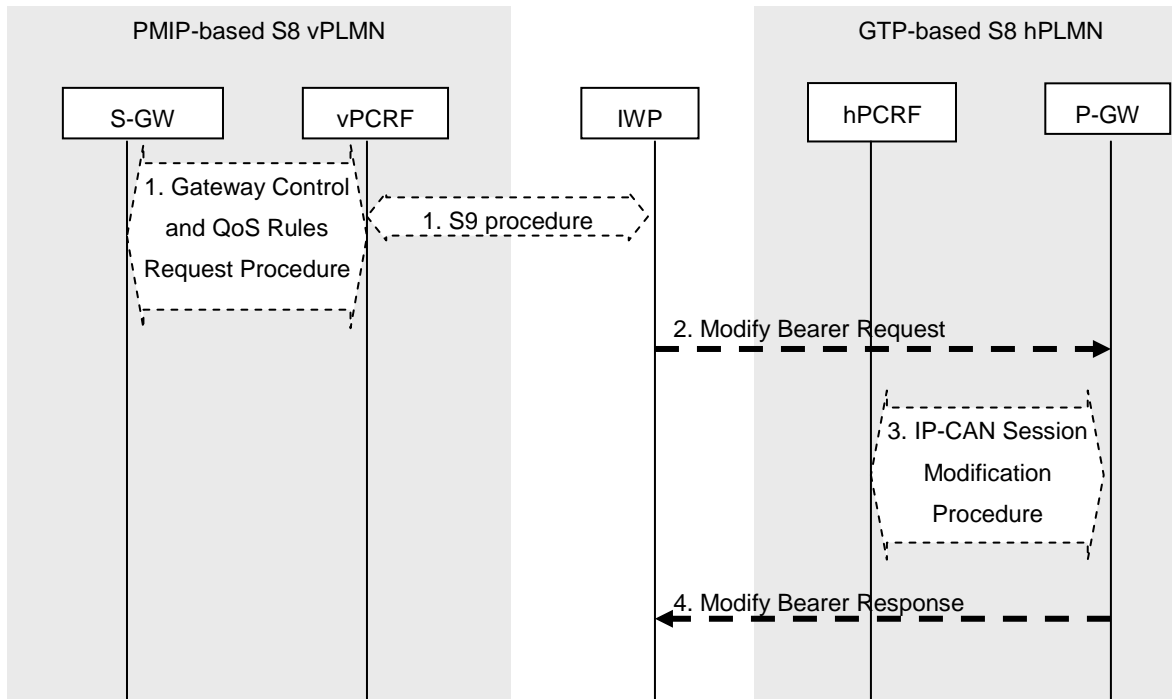 PMIP-based S8 vPLMN
GTP-based S8 hPLMN
S-GW
vPCRF
IWP
hPCRF
P-GW
1. Gateway Control
and QoS Rules
Request Procedure
1. S9 procedure
2. Modify Bearer Request
3. IP-CAN Session
Modification
Procedure
4. Modify Bearer Response